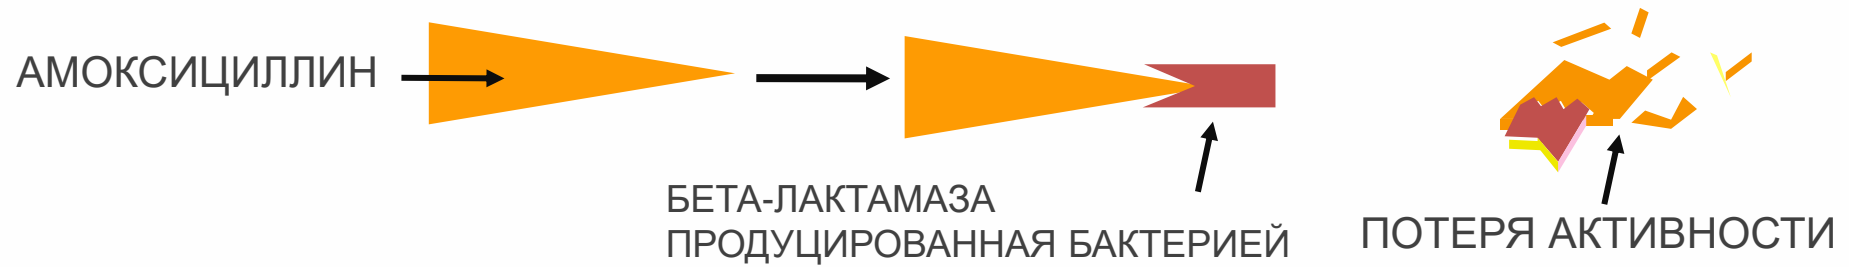 АМОКСИЦИЛЛИН
БЕТА-ЛАКТАМАЗА
ПРОДУЦИРОВАННАЯ БАКТЕРИЕЙ
ПОТЕРЯ АКТИВНОСТИ